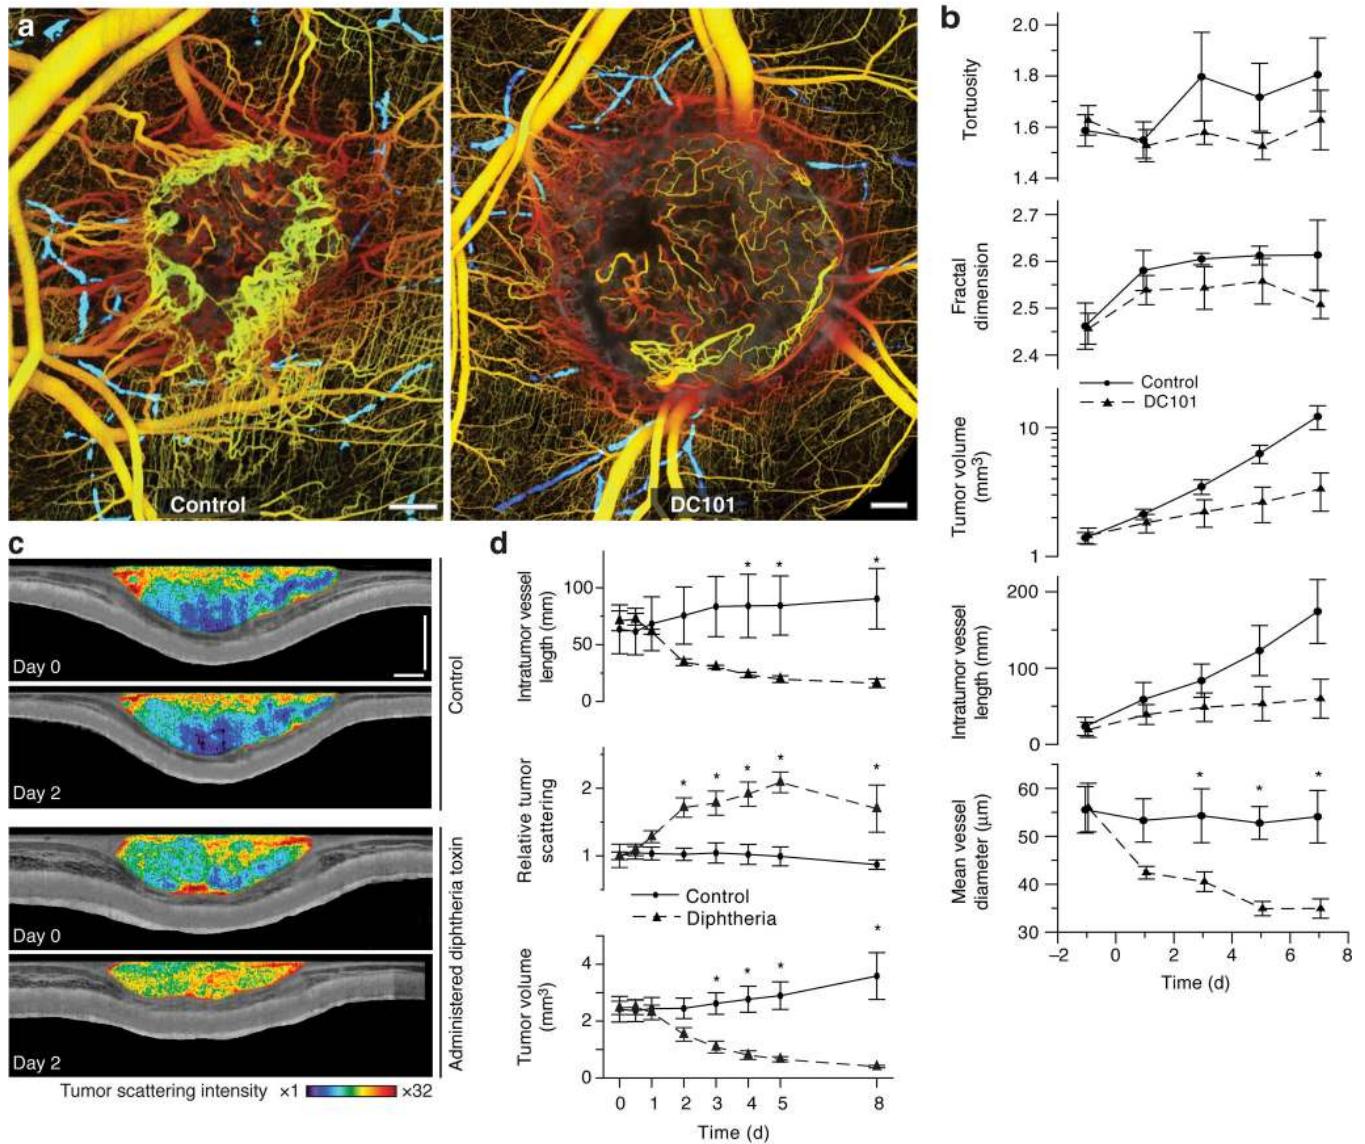 a
Control
DC101
b
Tortuosity
2.0
1.8
1.6
1.4
Fractal
dimension
2.7
2.6
2.5
2.4
Control
DC101
Tumor volume
(mm³)
10
1
Intratumor vessel
length (mm)
200
100
0
Mean vessel
diameter (µm)
60
50
40
30
* * *
−2 0 2 4 6 8
Time (d)
c
Day 0
Day 2
Control
Day 0
Day 2
Administered diphtheria toxin
Tumor scattering intensity ×1 ×32
d
Intratumor vessel
length (mm)
100
50
0
* * *
Relative tumor
scattering
2
1
* * * * *
Control
Diphtheria
Tumor volume
(mm³)
4
2
0
* * * *
0 1 2 3 4 5 8
Time (d)